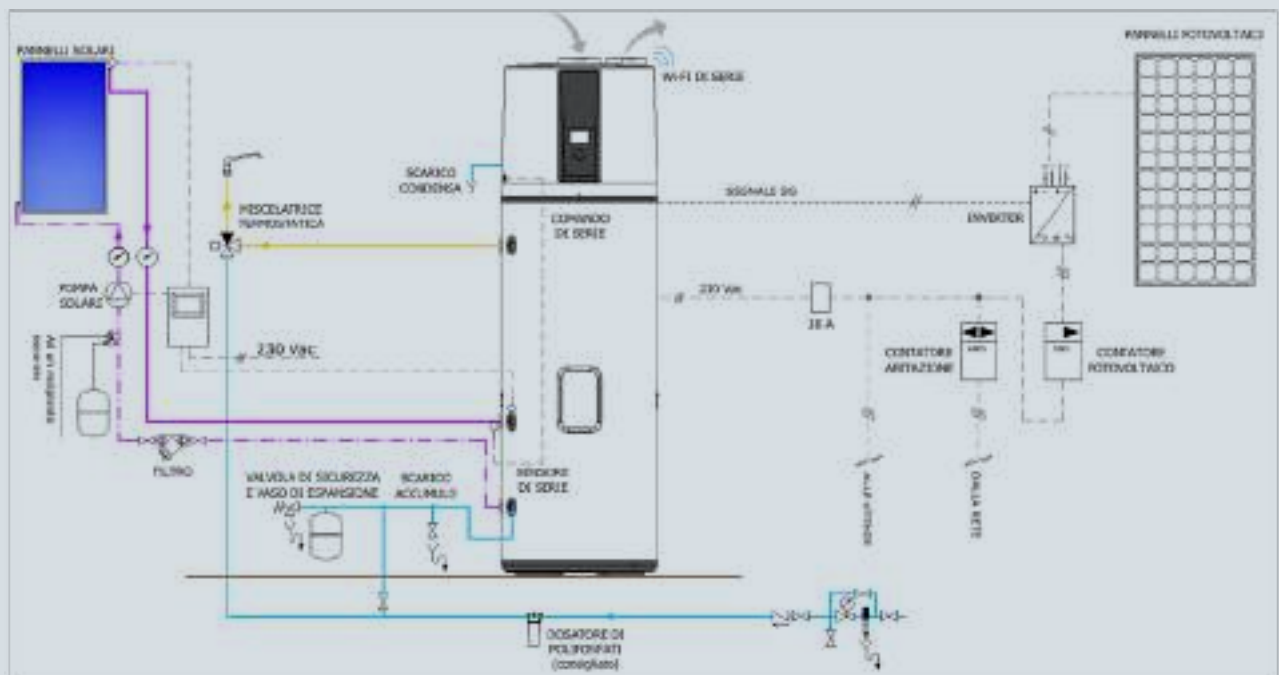 PANNELLI SOLARI
PANNELLI FOTOVOLTAICI
WI-FI DI SERIE
SCARICO
CONDENSA
MISCELATRICE
TERMOSTATICA
COMANDO
DI SERIE
SEGNALE SG
INVERTER
POMPA
SOLARE
230 Vac
230 Vac
CONTATORE
ABITAZIONE
CONTATORE
FOTOVOLTAICO
FILTRO
VALVOLA DI SICUREZZA
E VASO DI ESPANSIONE
SCARICO
ACCUMULO
SENSORE
DI SERIE
ALLE UTENZE
DALLA RETE
DOSATORE DI
POLIFOSFATI
(consigliato)